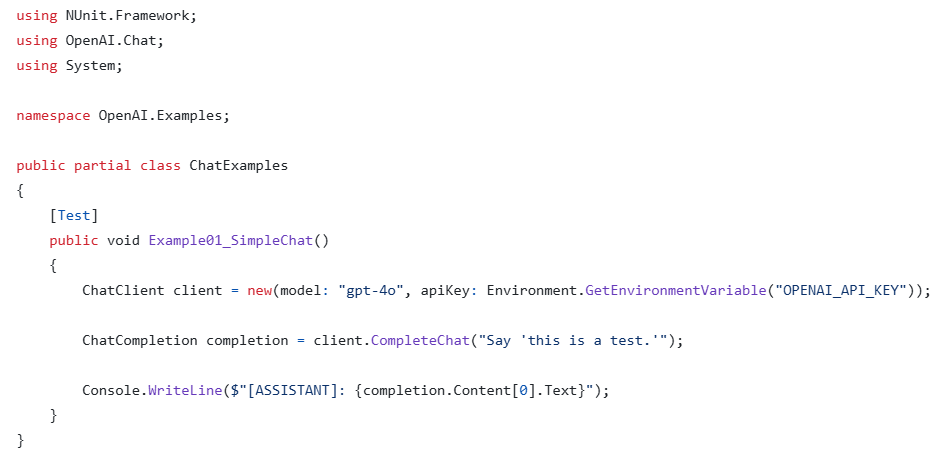 using NUnit.Framework;
using OpenAI.Chat;
using System;

namespace OpenAI.Examples;

public partial class ChatExamples
{
    [Test]
    public void Example01_SimpleChat()
    {
        ChatClient client = new(model: "gpt-4o", apiKey: Environment.GetEnvironmentVariable("OPENAI_API_KEY"));

        ChatCompletion completion = client.CompleteChat("Say 'this is a test.'");

        Console.WriteLine($"[ASSISTANT]: {completion.Content[0].Text}");
    }
}